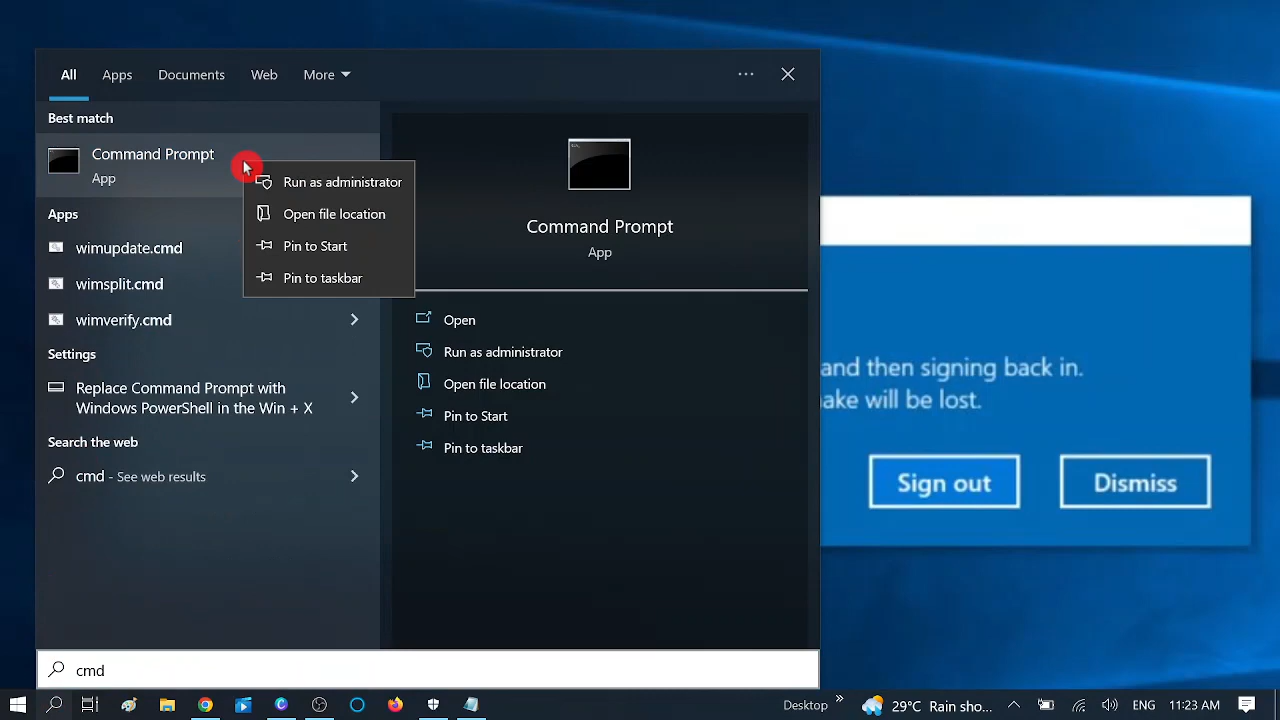 All Apps Documents Web More
Best match
Command Prompt
App
Run as administrator
Open file location
Pin to Start
Pin to taskbar
Apps
wimupdate.cmd
wimsplit.cmd
wimverify.cmd
Settings
Replace Command Prompt with
Windows PowerShell in the Win + X
Search the web
cmd - See web results
Command Prompt
App
Open
Run as administrator
Open file location
Pin to Start
Pin to taskbar
and then signing back in.
ake will be lost.
Sign out Dismiss
cmd
Desktop 29°C Rain sho... ENG 11:23 AM